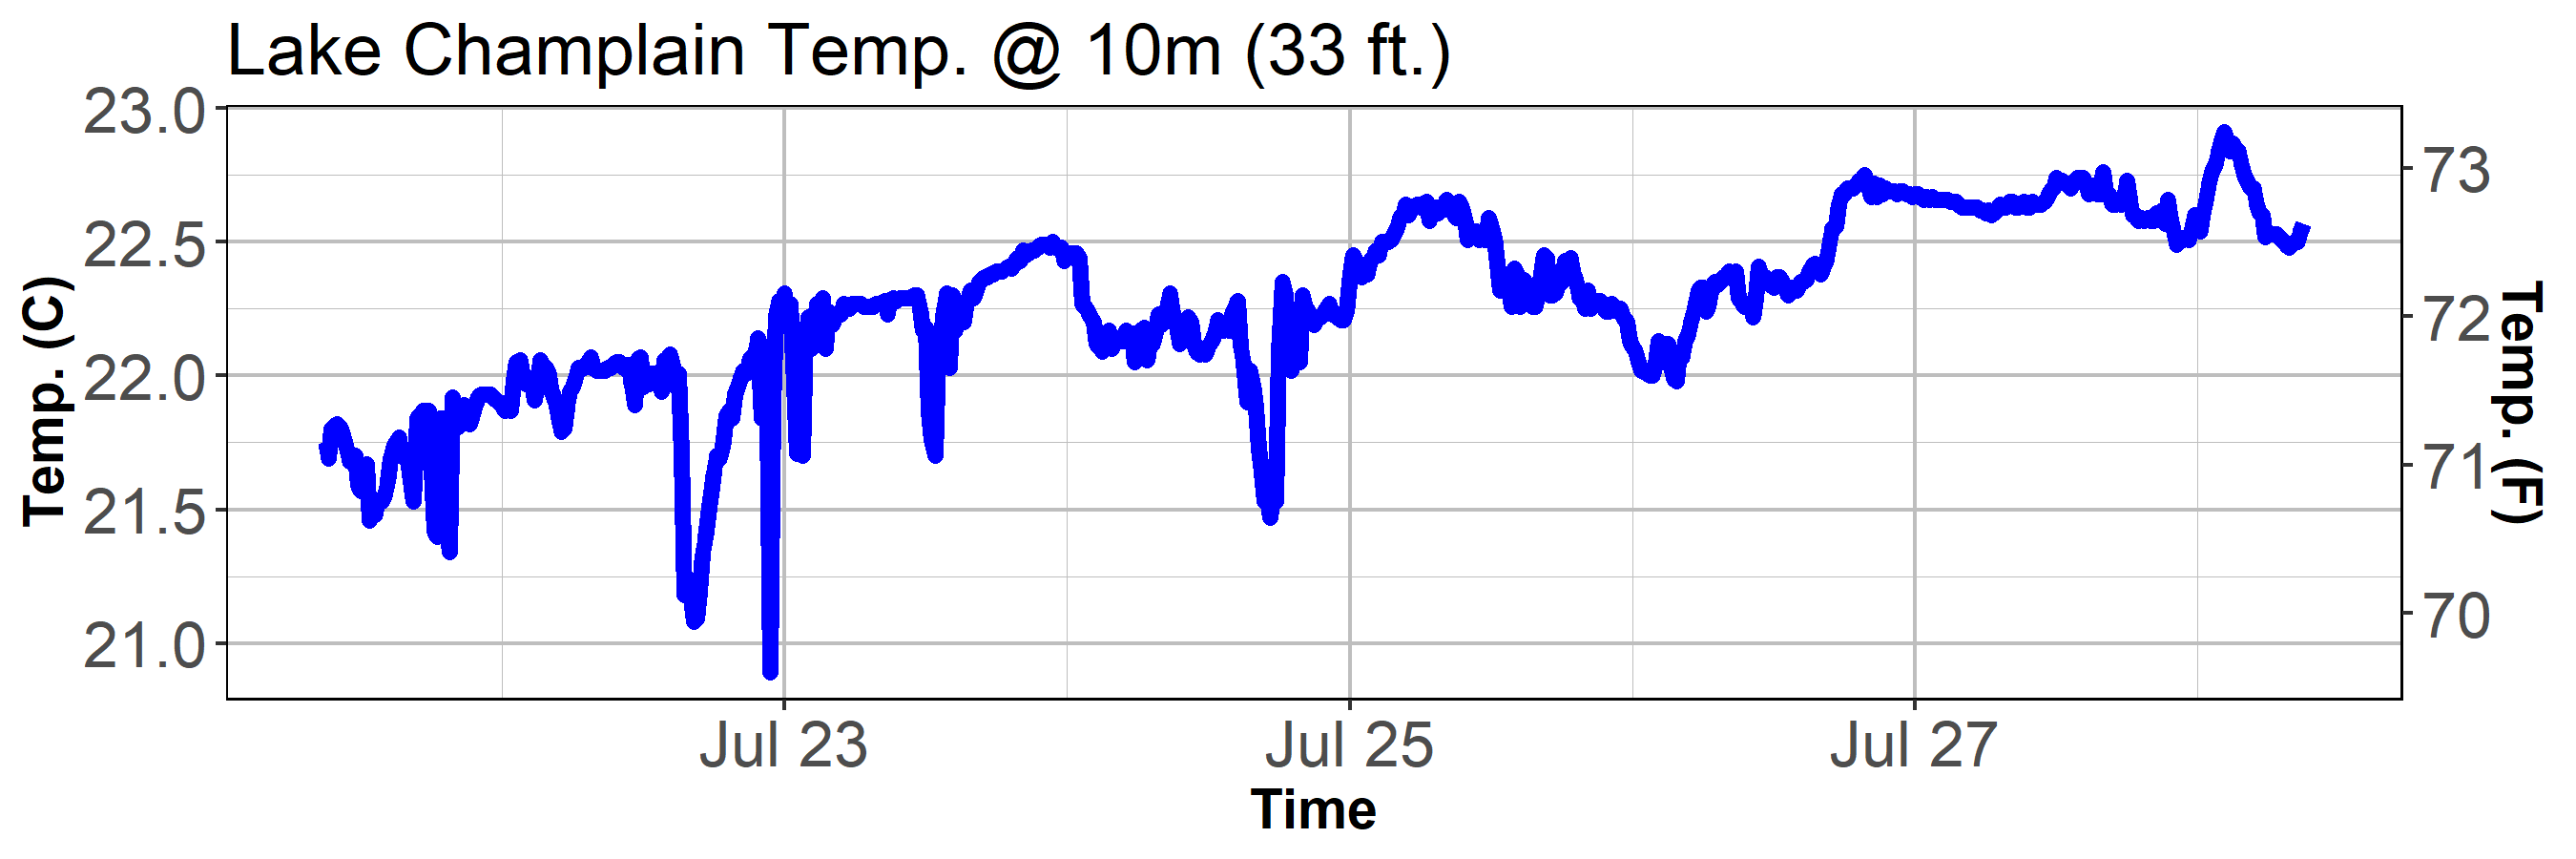 Lake Champlain Temp. @ 10m (33 ft.)
23.0
22.5
22.0
21.5
21.0
Temp. (C)
73
72
71
70
Temp. (F)
Jul 23 Jul 25 Jul 27
Time